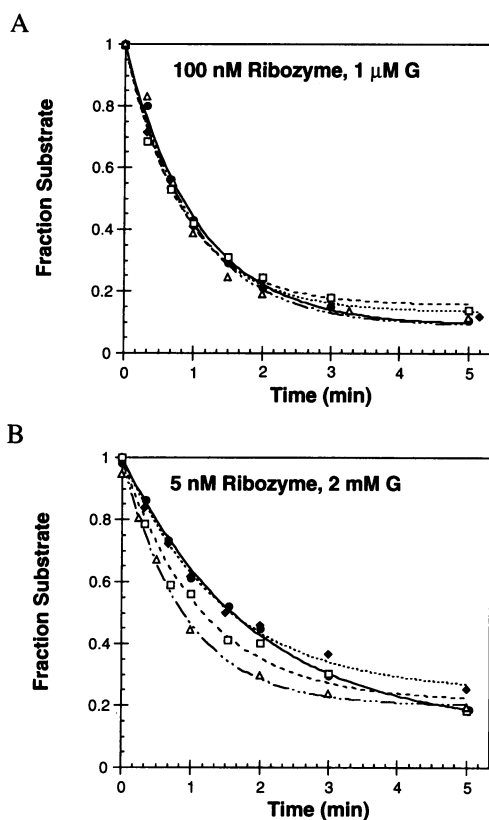 A
100 nM Ribozyme, 1 µM G
Fraction Substrate
1
0.8
0.6
0.4
0.2
0
0 1 2 3 4 5
Time (min)
B
5 nM Ribozyme, 2 mM G
Fraction Substrate
1
0.8
0.6
0.4
0.2
0
0 1 2 3 4 5
Time (min)